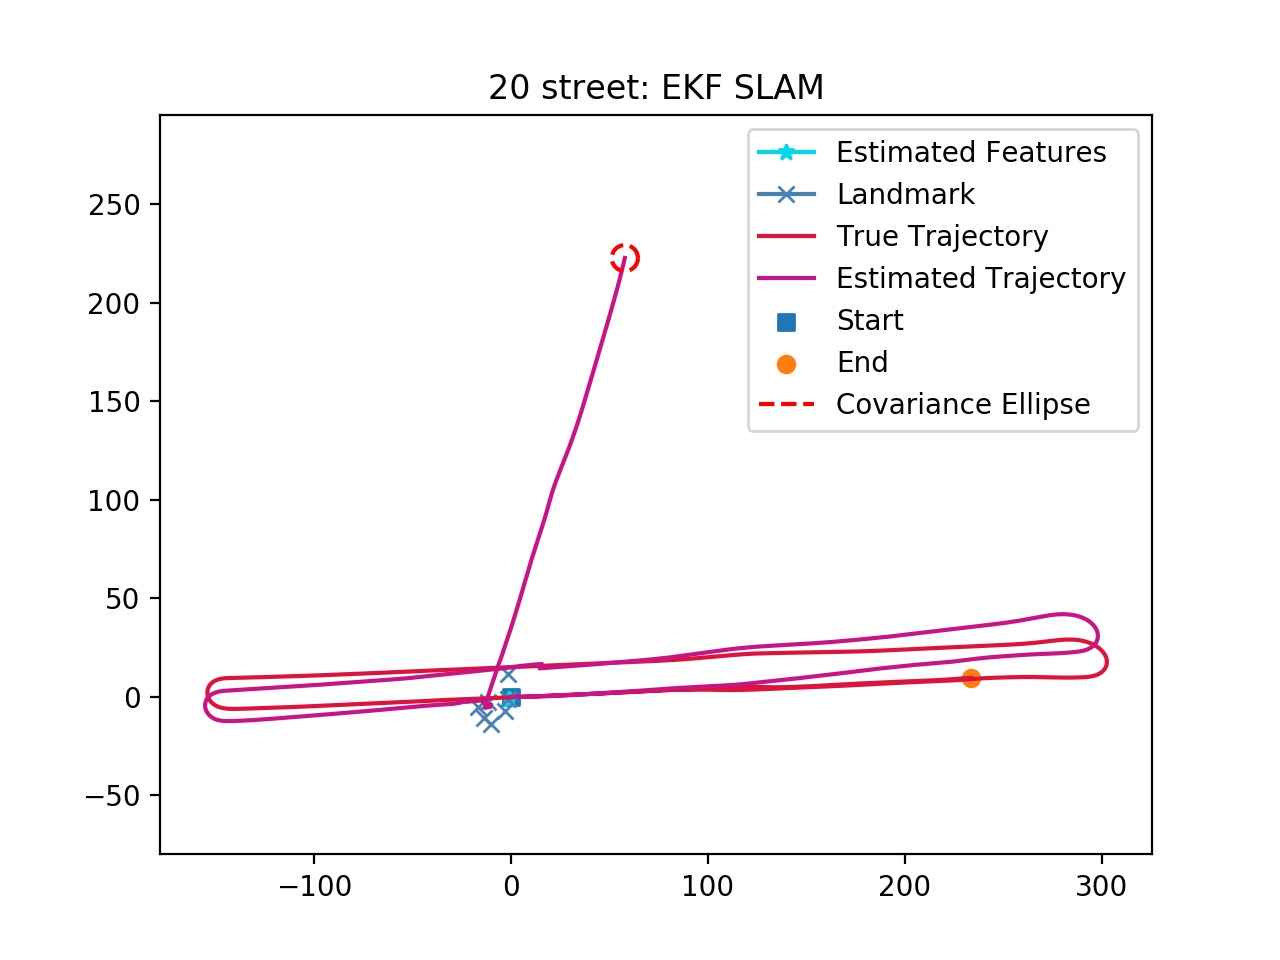 20 street: EKF SLAM
Estimated Features
Landmark
True Trajectory
Estimated Trajectory
Start
End
Covariance Ellipse
250
200
150
100
50
0
−50
−100
0
100
200
300